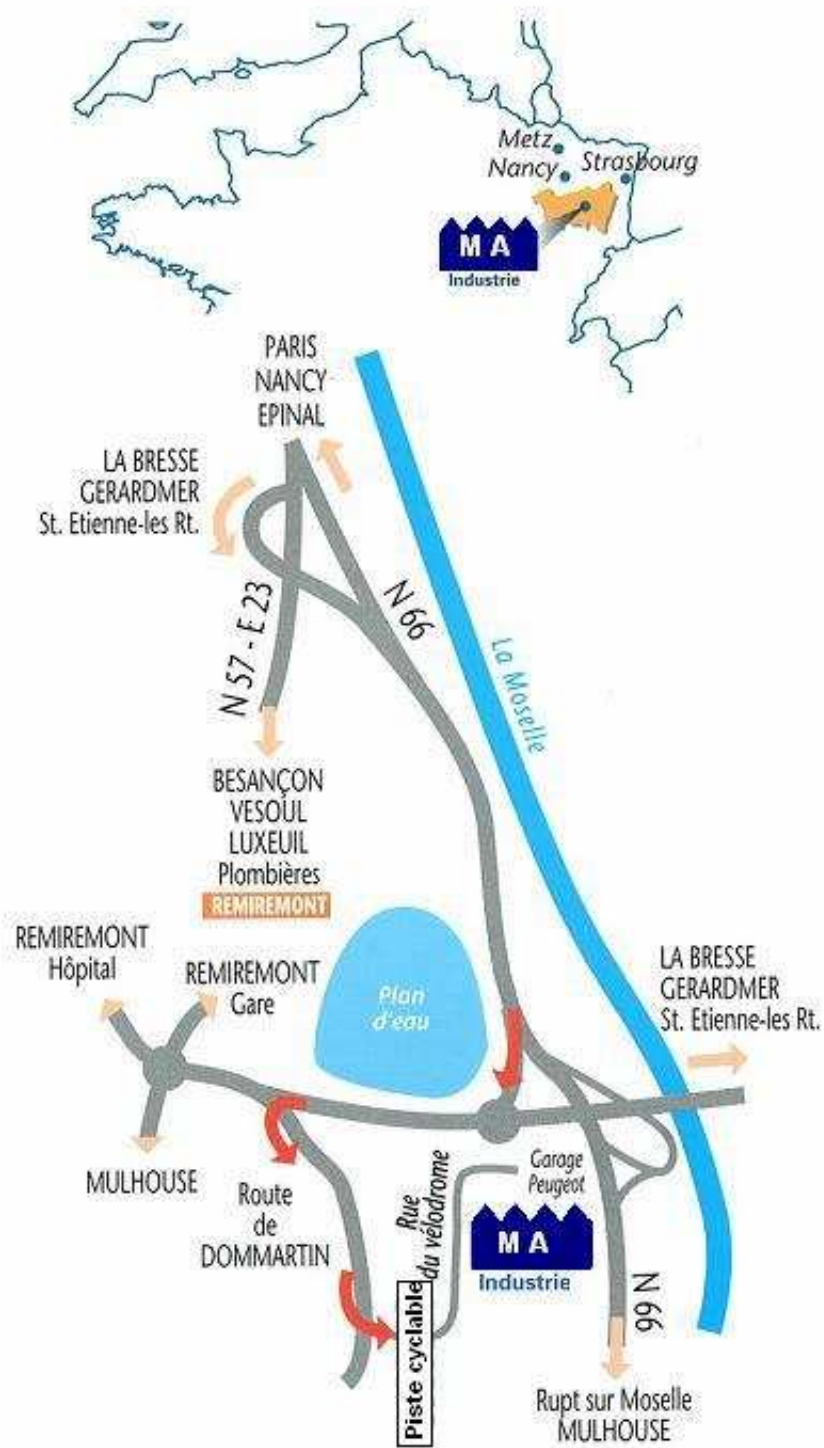 Metz
Nancy
Strasbourg
M A
Industrie
PARIS
NANCY
EPINAL
LA BRESSE
GERARDMER
St. Etienne-les Rt.
N 57 - E 23
N 66
La Moselle
BESANÇON
VESOUL
LUXEUIL
Plombières
REMIREMONT
REMIREMONT
Hôpital
REMIREMONT
Gare
Plan
d'eau
LA BRESSE
GERARDMER
St. Etienne-les Rt.
MULHOUSE
Route
de
DOMMARTIN
Rue
du vélodrome
Garage
Peugeot
M A
Industrie
N 66
Piste cyclable
Rupt sur Moselle
MULHOUSE